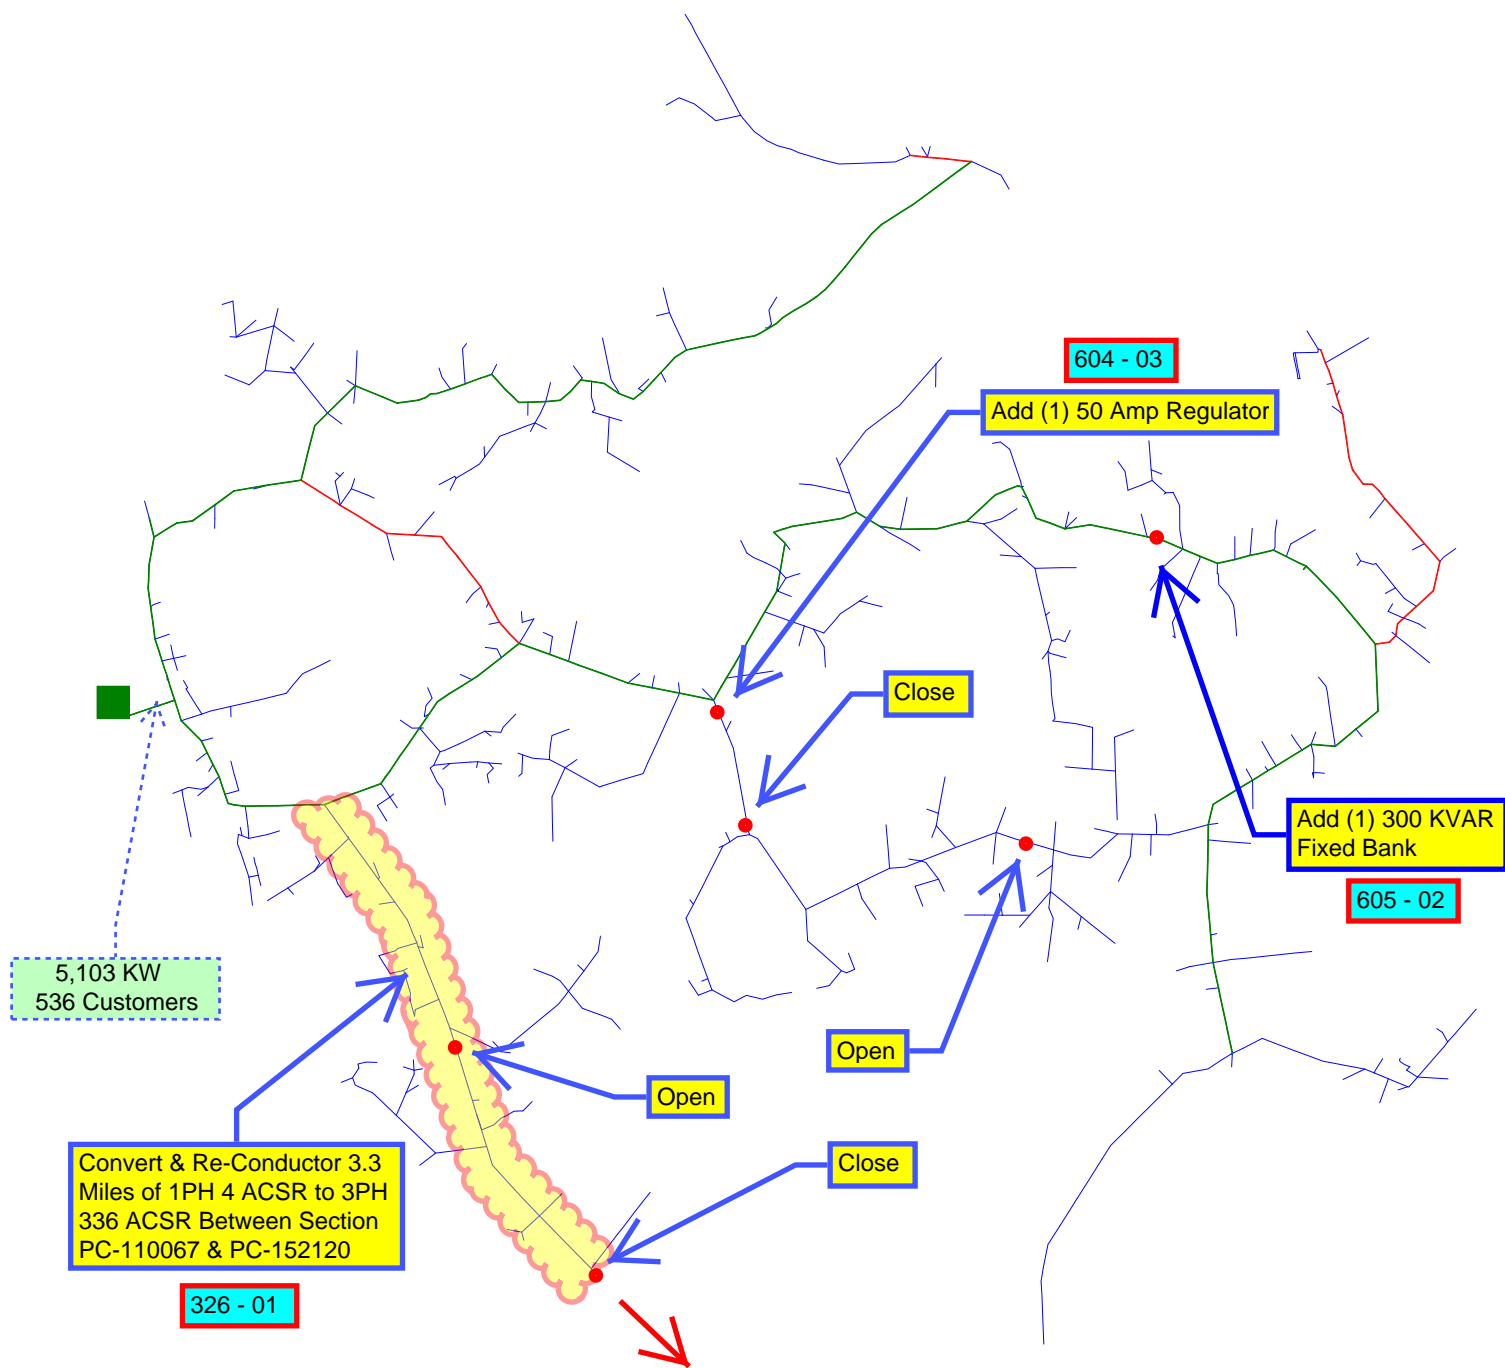 604 - 03
Add (1) 50 Amp Regulator
Close
Add (1) 300 KVAR
Fixed Bank
605 - 02
5,103 KW
536 Customers
Open
Open
Convert & Re-Conductor 3.3
Miles of 1PH 4 ACSR to 3PH
336 ACSR Between Section
PC-110067 & PC-152120
Close
326 - 01